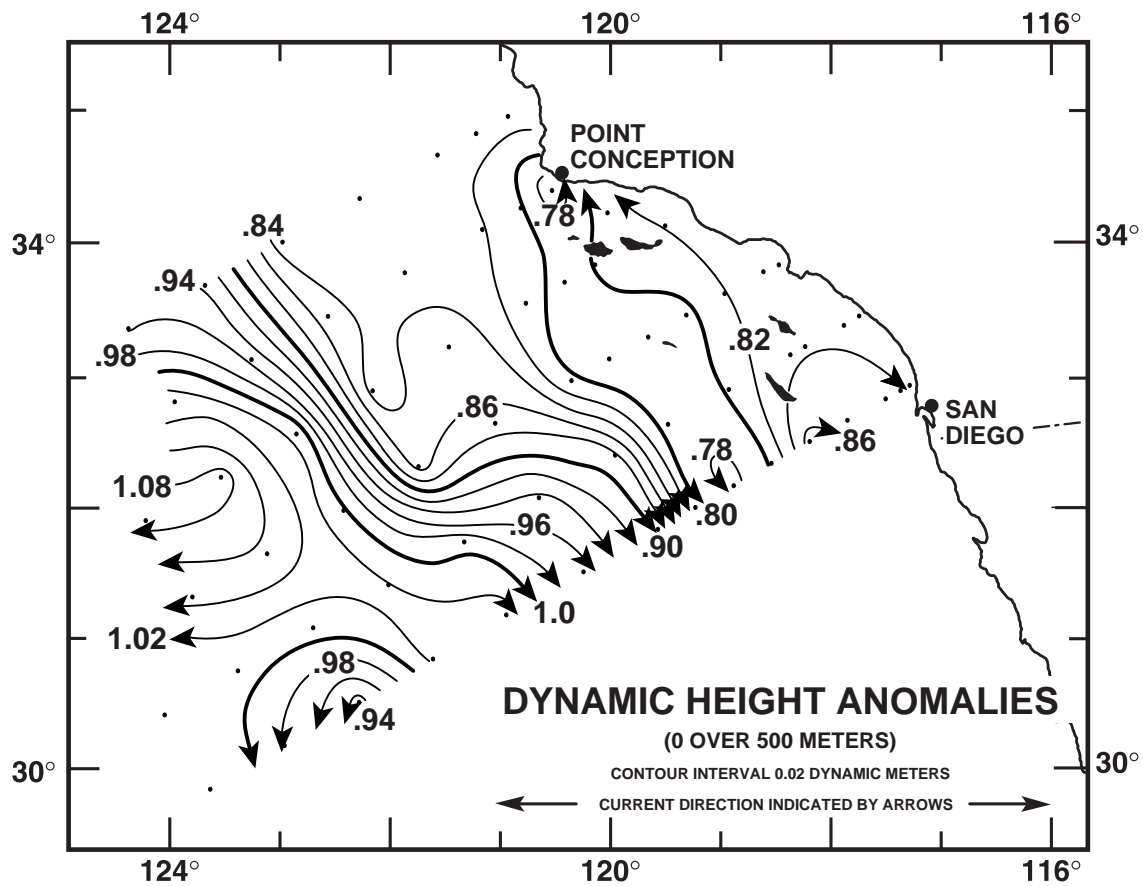 124° 120° 116°
POINT
CONCEPTION
.78
.84
34° 34°
.94
.82
.98
.86
SAN
DIEGO
.86
.78
1.08
.80
.96
.90
1.0
1.02
.98
.94
DYNAMIC HEIGHT ANOMALIES
(0 OVER 500 METERS)
30° 30°
CONTOUR INTERVAL 0.02 DYNAMIC METERS
CURRENT DIRECTION INDICATED BY ARROWS
124° 120° 116°